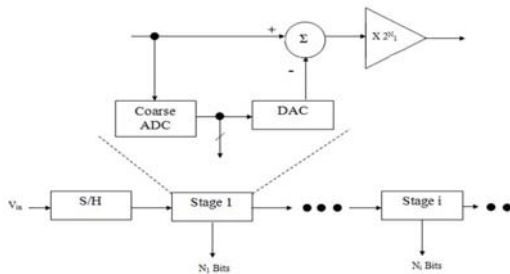 +
Σ
X 2^N1
-
Coarse
ADC
DAC
Vin
S/H
Stage 1
Stage i
N1 Bits
Ni Bits